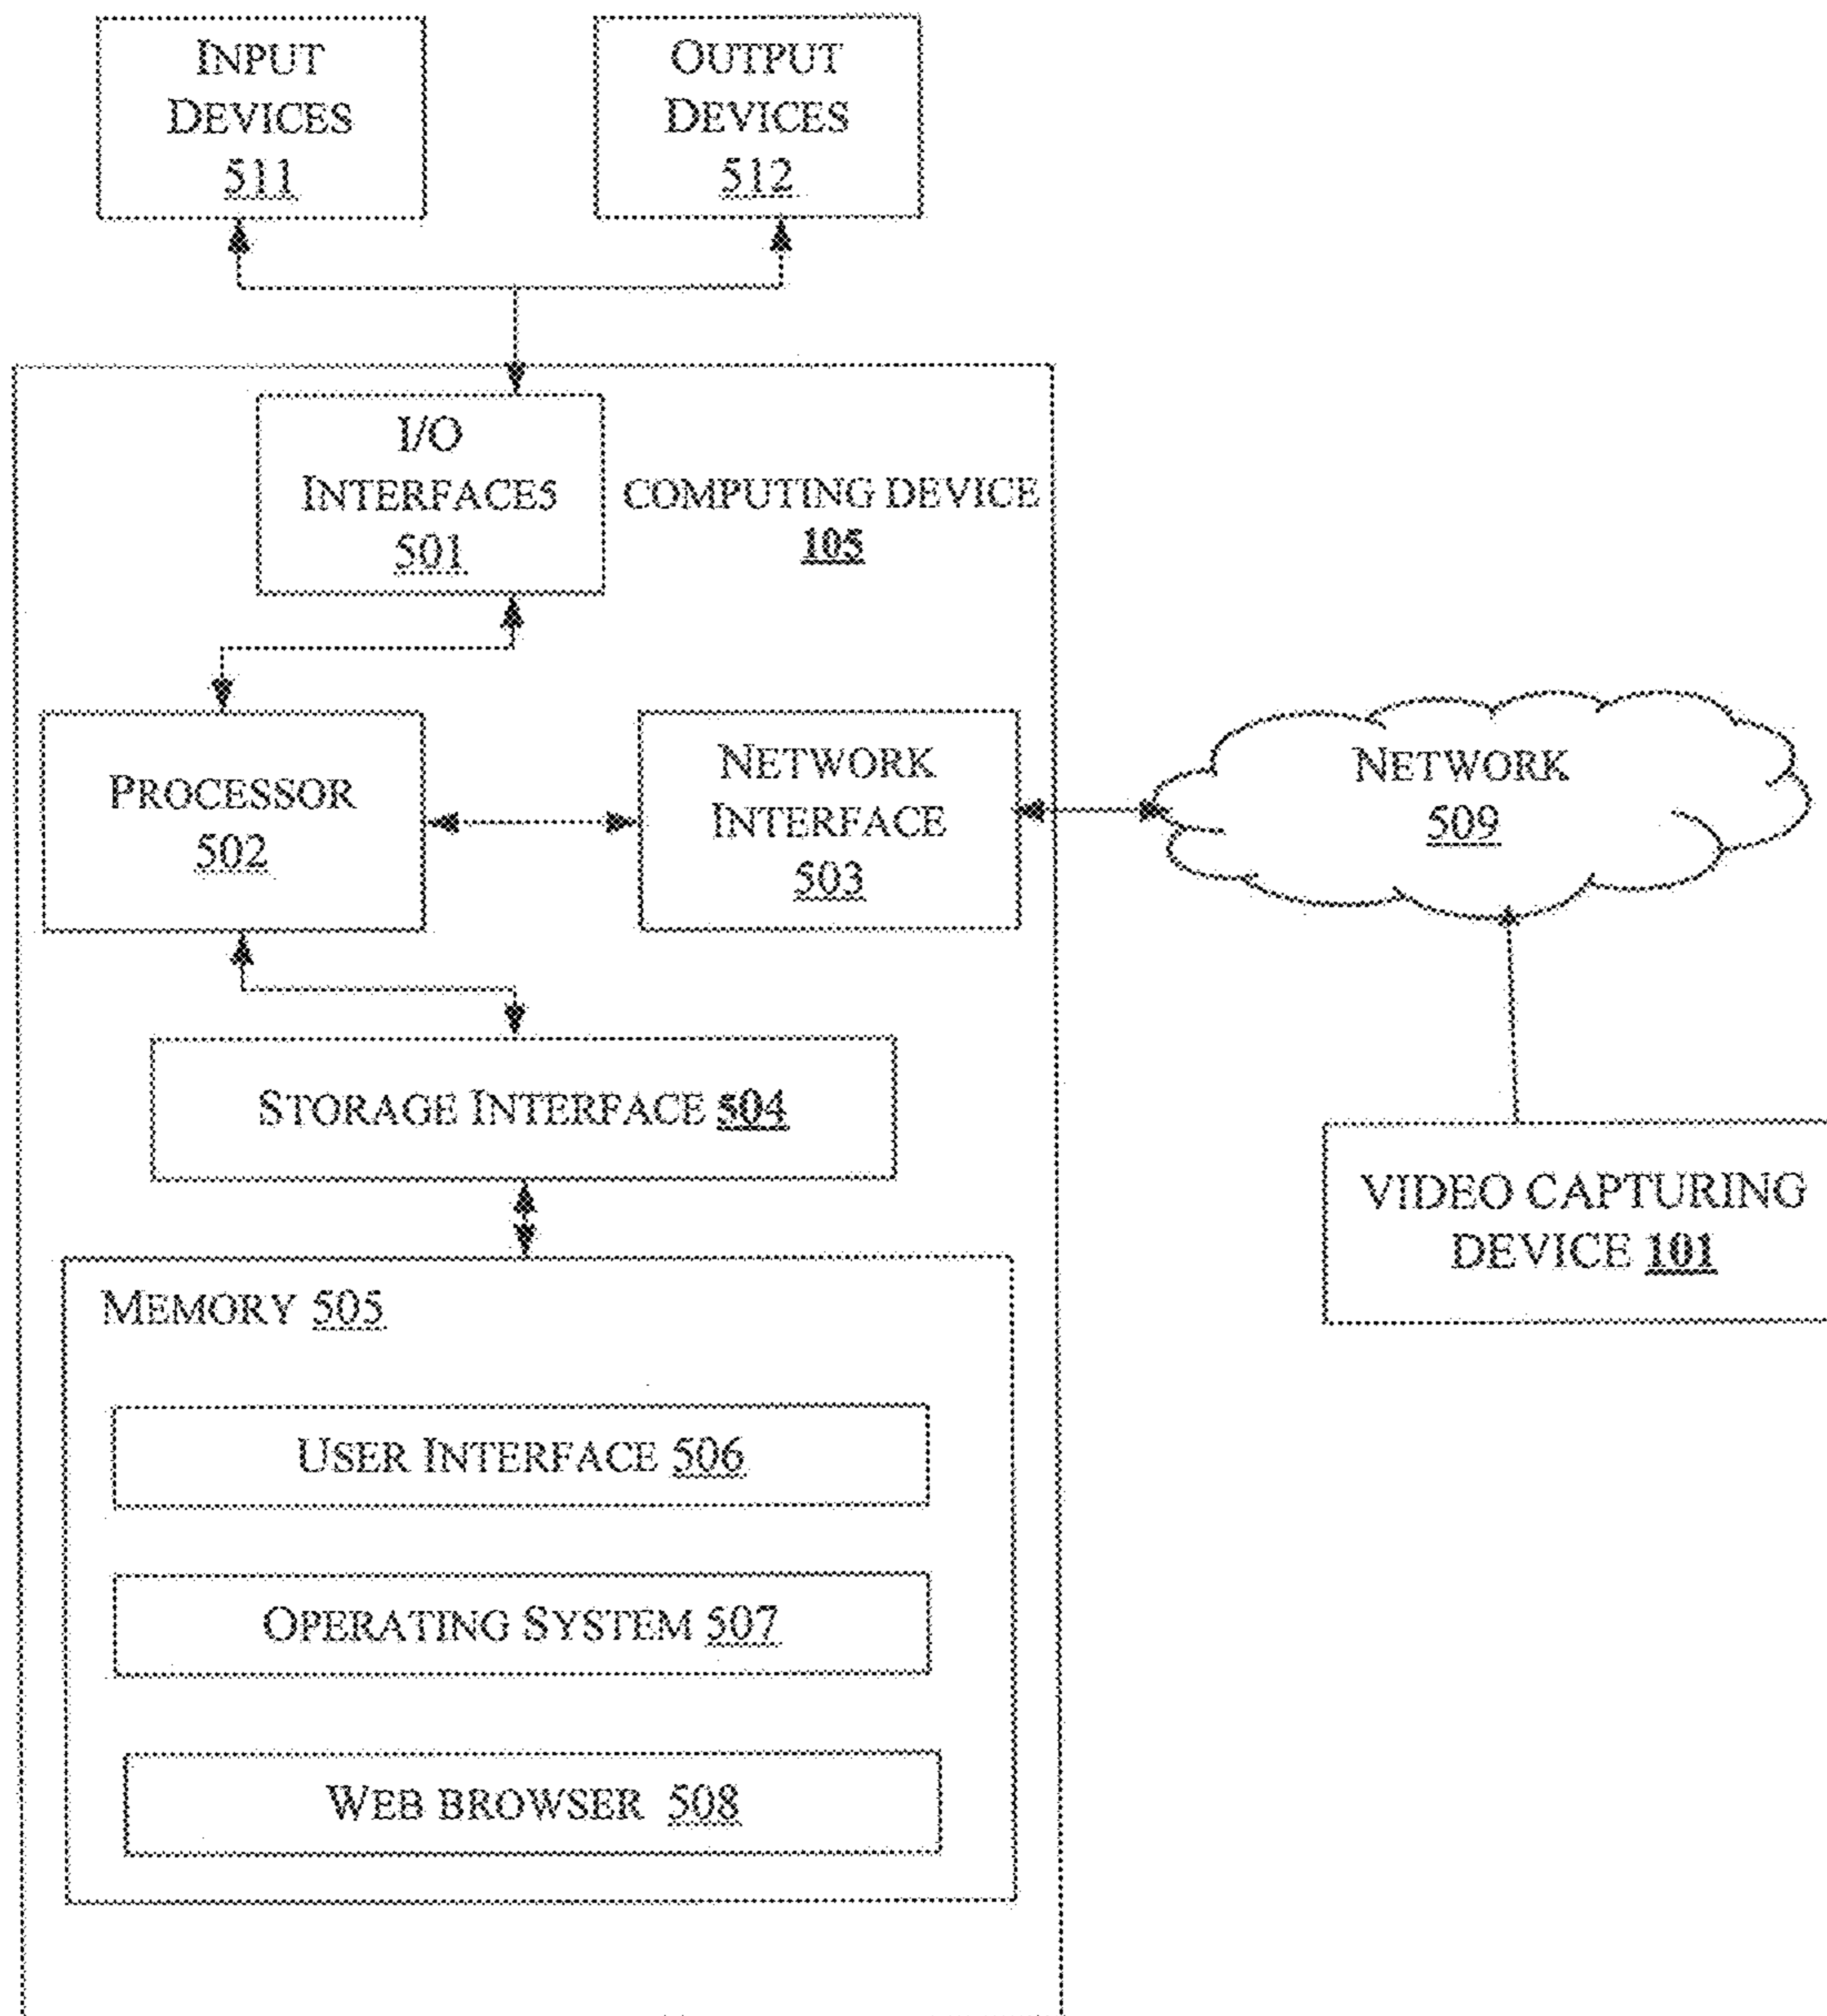 INPUT
DEVICES
511
OUTPUT
DEVICES
512
I/O
INTERFACE5
501
COMPUTING DEVICE
105
PROCESSOR
502
NETWORK
INTERFACE
503
NETWORK
509
STORAGE INTERFACE 504
VIDEO CAPTURING
DEVICE 101
MEMORY 505
USER INTERFACE 506
OPERATING SYSTEM 507
WEB BROWSER 508